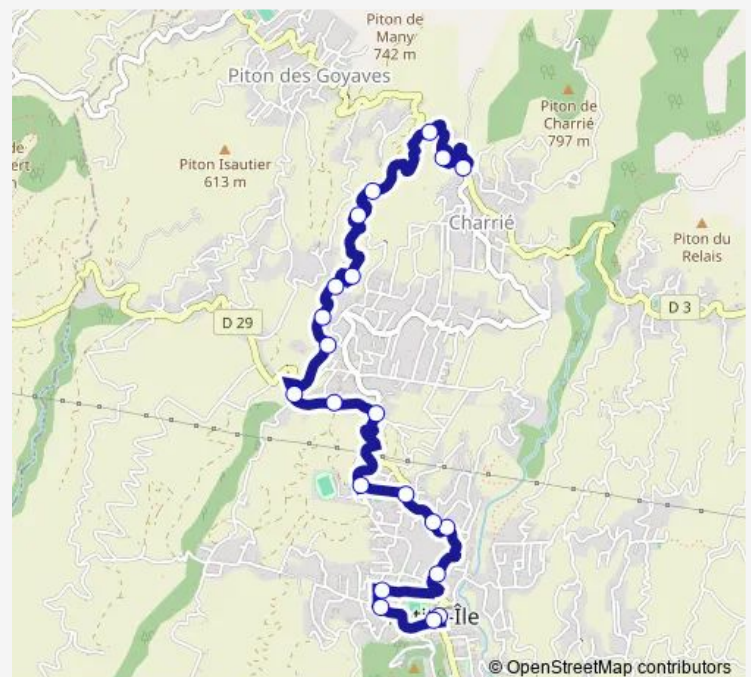 Piton de
Many
742 m
Piton des Goyaves
Piton de
Charrié
797 m
Piton Isautier
613 m
Charrié
Piton du
Relais
D 29
D 3
-Île
© OpenStreetMap contributors